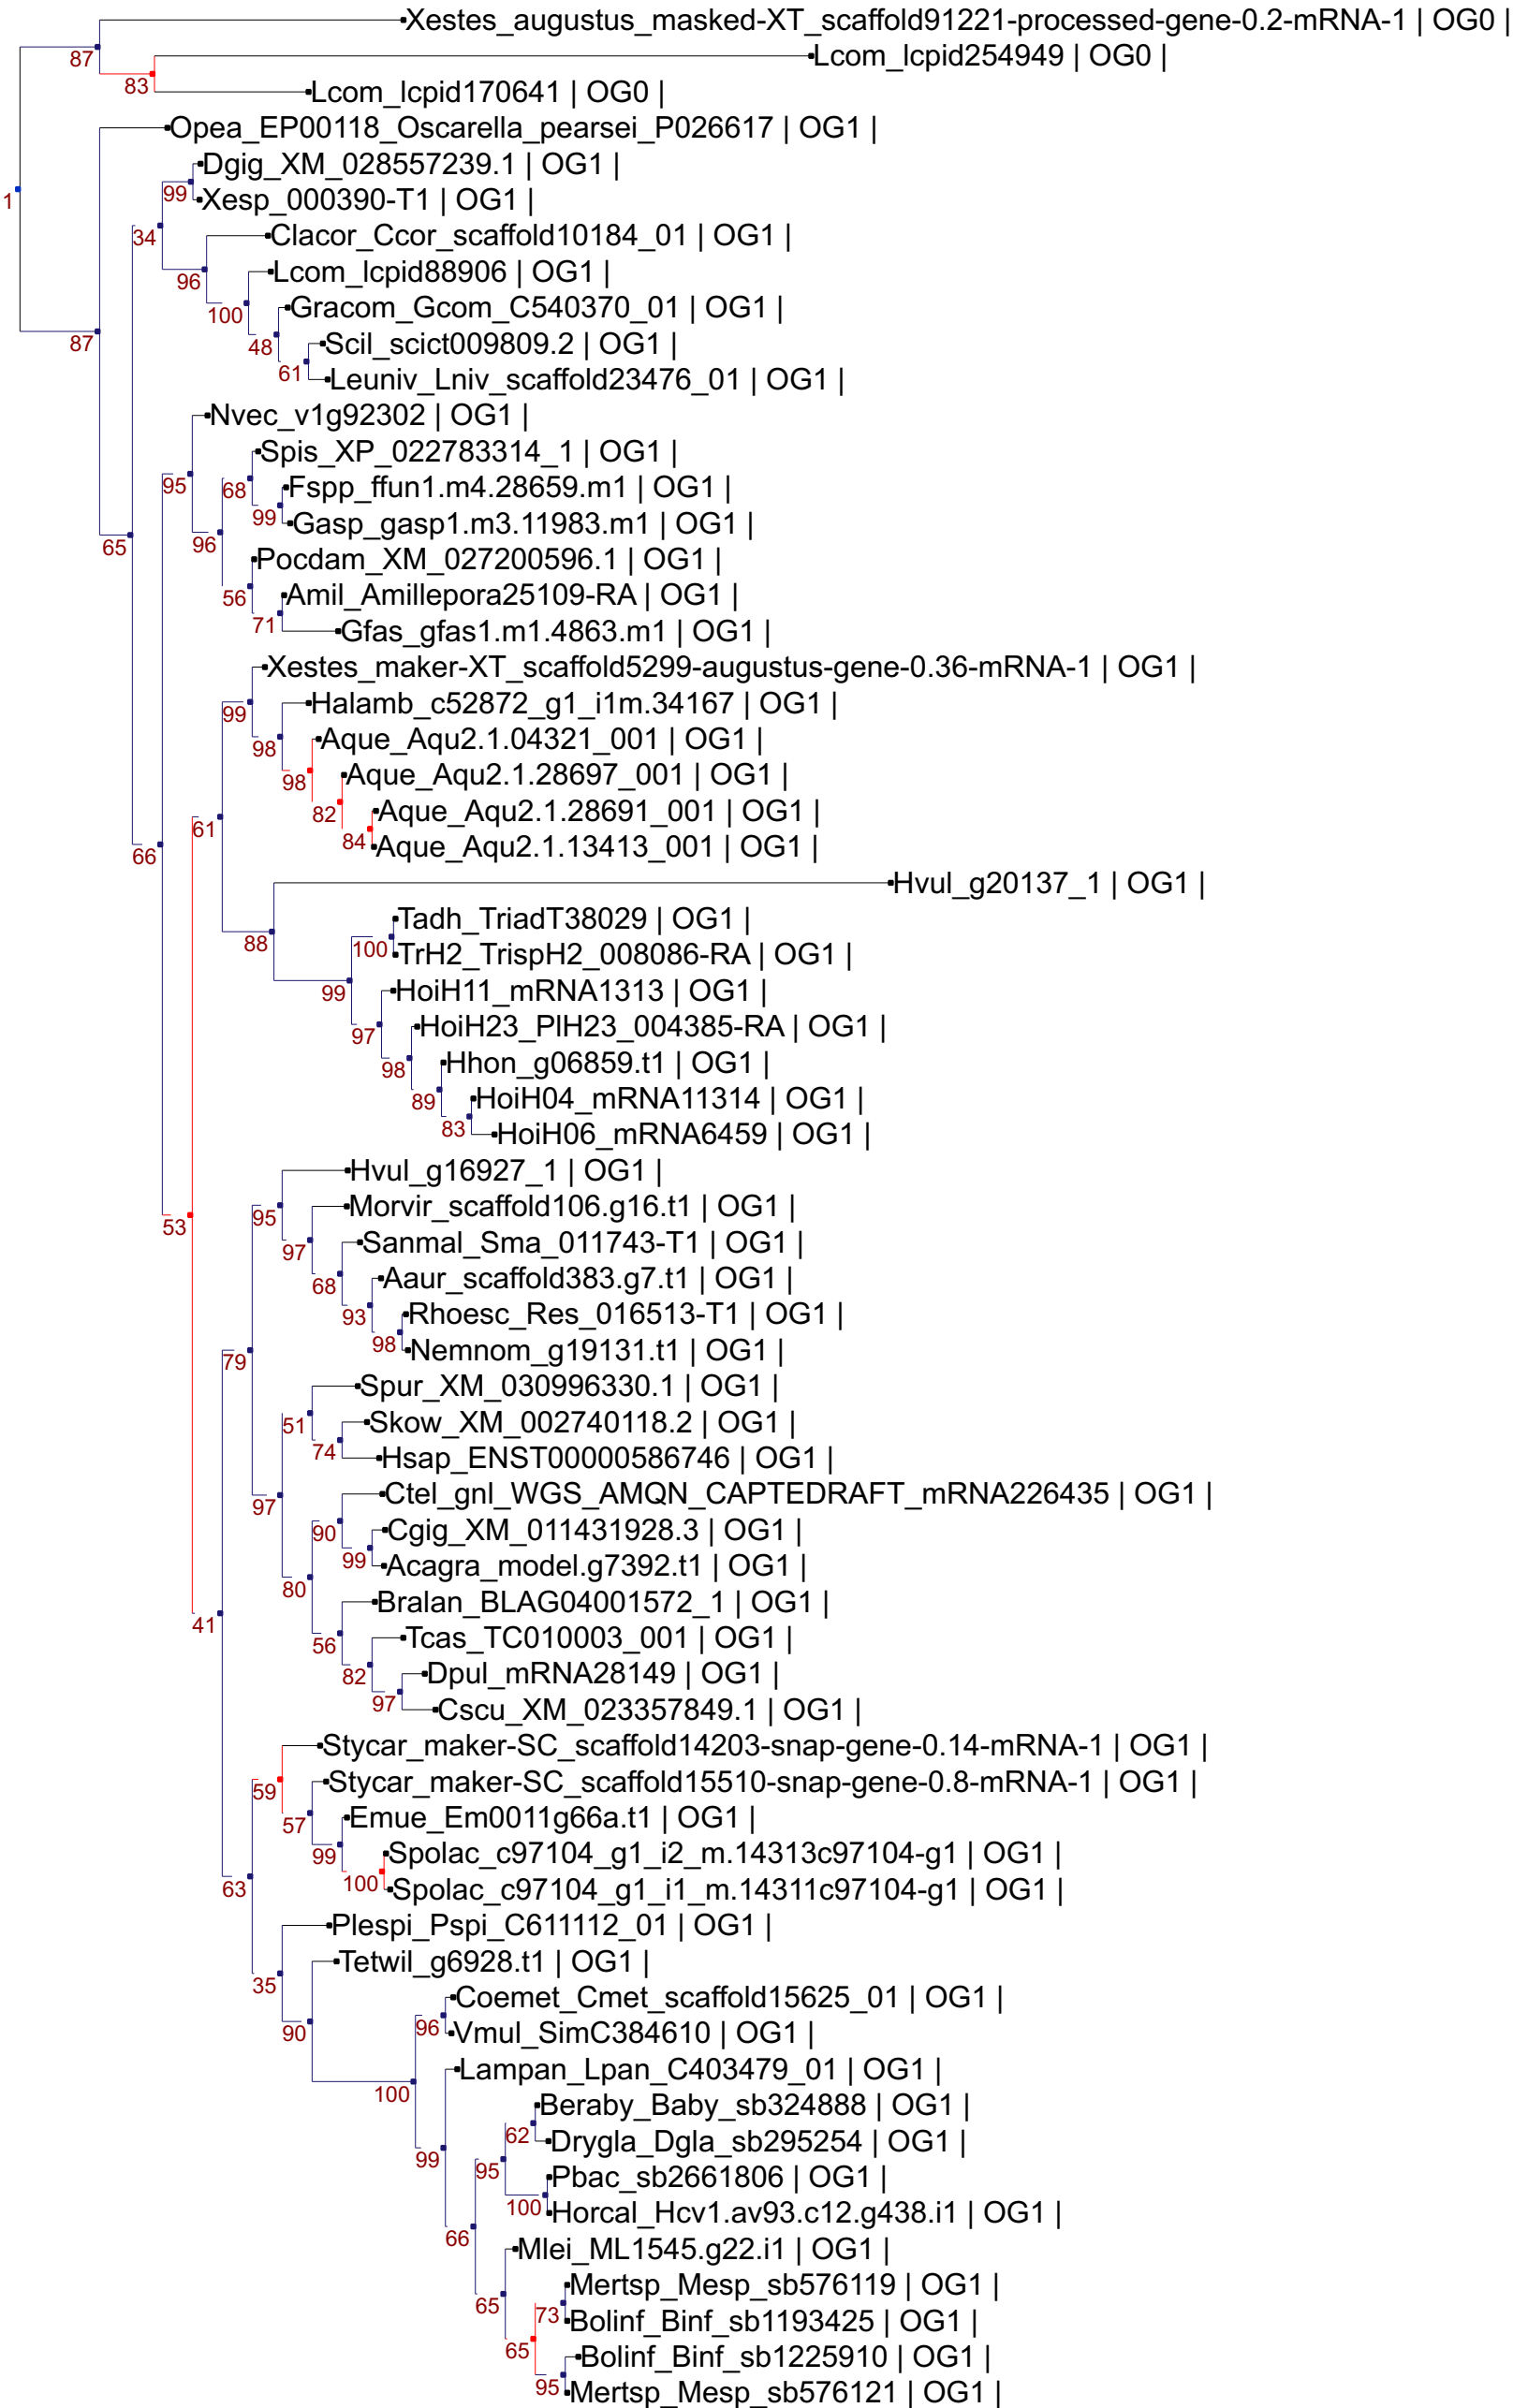 Xestes_augustus_masked-XT_scaffold91221-processed-gene-0.2-mRNA-1 | OG0 |
87
Lcom_lcpid254949 | OG0 |
83
Lcom_lcpid170641 | OG0 |
Opea_EP00118_Oscarella_pearsei_P026617 | OG1 |
Dgig_XM_028557239.1 | OG1 |
1
99
Xesp_000390-T1 | OG1 |
34
Clacor_Ccor_scaffold10184_01 | OG1 |
96
Lcom_lcpid88906 | OG1 |
100
Gracom_Gcom_C540370_01 | OG1 |
87
48
Scil_scict009809.2 | OG1 |
61
Leuniv_Lniv_scaffold23476_01 | OG1 |
Nvec_v1g92302 | OG1 |
Spis_XP_022783314_1 | OG1 |
95
68
Fspp_ffun1.m4.28659.m1 | OG1 |
99
Gasp_gasp1.m3.11983.m1 | OG1 |
65
96
Pocdam_XM_027200596.1 | OG1 |
56
Amil_Amillepora25109-RA | OG1 |
71
Gfas_gfas1.m1.4863.m1 | OG1 |
Xestes_maker-XT_scaffold5299-augustus-gene-0.36-mRNA-1 | OG1 |
99
Halamb_c52872_g1_i1m.34167 | OG1 |
98
Aque_Aqu2.1.04321_001 | OG1 |
98
Aque_Aqu2.1.28697_001 | OG1 |
82
Aque_Aqu2.1.28691_001 | OG1 |
61
84
Aque_Aqu2.1.13413_001 | OG1 |
66
Hvul_g20137_1 | OG1 |
88
Tadh_TriadT38029 | OG1 |
100
TrH2_TrispH2_008086-RA | OG1 |
99
HoiH11_mRNA1313 | OG1 |
97
HoiH23_PlH23_004385-RA | OG1 |
98
Hhon_g06859.t1 | OG1 |
89
HoiH04_mRNA11314 | OG1 |
83
HoiH06_mRNA6459 | OG1 |
Hvul_g16927_1 | OG1 |
53
95
Morvir_scaffold106.g16.t1 | OG1 |
97
Sanmal_Sma_011743-T1 | OG1 |
68
Aaur_scaffold383.g7.t1 | OG1 |
93
Rhoesc_Res_016513-T1 | OG1 |
98
Nemnom_g19131.t1 | OG1 |
79
Spur_XM_030996330.1 | OG1 |
51
Skow_XM_002740118.2 | OG1 |
74
Hsap_ENST00000586746 | OG1 |
Ctel_gnl_WGS_AMQN_CAPTEDRAFT_mRNA226435 | OG1 |
97
90
Cgig_XM_011431928.3 | OG1 |
99
Acagra_model.g7392.t1 | OG1 |
80
Bralan_BLAG04001572_1 | OG1 |
41
56
Tcas_TC010003_001 | OG1 |
82
Dpul_mRNA28149 | OG1 |
97
Cscu_XM_023357849.1 | OG1 |
Stycar_maker-SC_scaffold14203-snap-gene-0.14-mRNA-1 | OG1 |
59
Stycar_maker-SC_scaffold15510-snap-gene-0.8-mRNA-1 | OG1 |
57
Emue_Em0011g66a.t1 | OG1 |
99
Spolac_c97104_g1_i2_m.14313c97104-g1 | OG1 |
100
Spolac_c97104_g1_i1_m.14311c97104-g1 | OG1 |
63
Plespi_Pspi_C611112_01 | OG1 |
Tetwil_g6928.t1 | OG1 |
35
Coemet_Cmet_scaffold15625_01 | OG1 |
90
96
Vmul_SimC384610 | OG1 |
Lampan_Lpan_C403479_01 | OG1 |
100
Beraby_Baby_sb324888 | OG1 |
62
Drygla_Dgla_sb295254 | OG1 |
99
95
Pbac_sb2661806 | OG1 |
100
Horcal_Hcv1.av93.c12.g438.i1 | OG1 |
66
Mlei_ML1545.g22.i1 | OG1 |
Mertsp_Mesp_sb576119 | OG1 |
65
73
Bolinf_Binf_sb1193425 | OG1 |
65
Bolinf_Binf_sb1225910 | OG1 |
95
Mertsp_Mesp_sb576121 | OG1 |